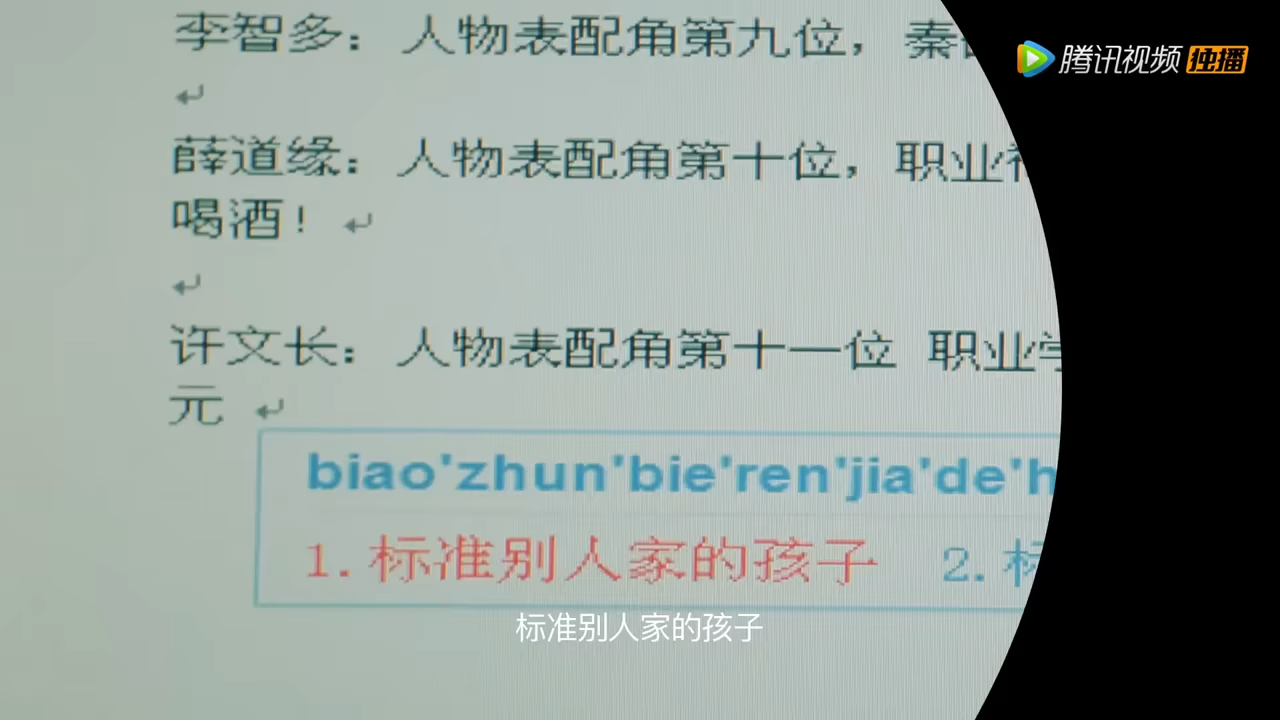 李智多：人物表配角第九位，秦
腾讯视频 独播
薛道缘：人物表配角第十位，职业
喝酒！
许文长：人物表配角第十一位 职业学
元
biao'zhun'bie'ren'jia'de'h
1.标准别人家的孩子 2.标
标准别人家的孩子